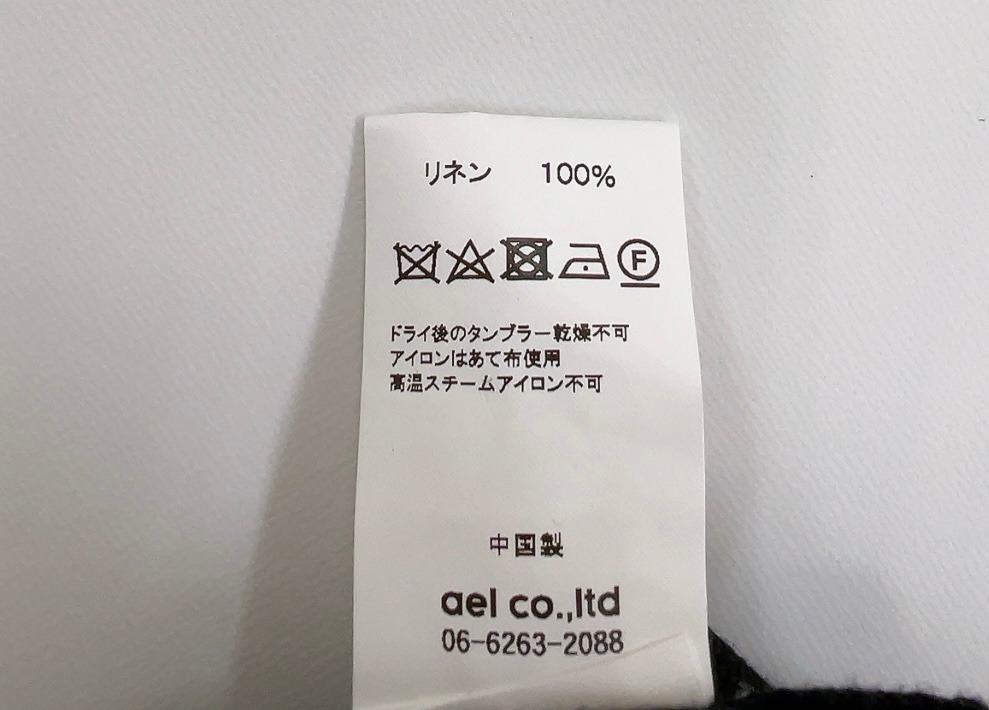 リネン 100%
F
ドライ後のタンブラー乾燥不可
アイロンはあて布使用
高温スチームアイロン不可
中国製
ael co.,ltd
06-6263-2088